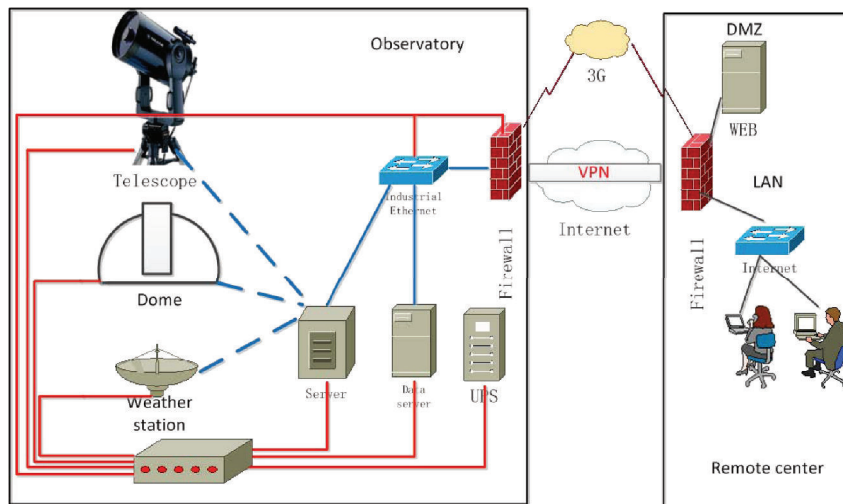 Observatory
Telescope
Dome
Weather
station
Server
Data
server
UPS
Industrial
Ethernet
Firewall
3G
VPN
Internet
DMZ
WEB
Firewall
LAN
Internet
Remote center